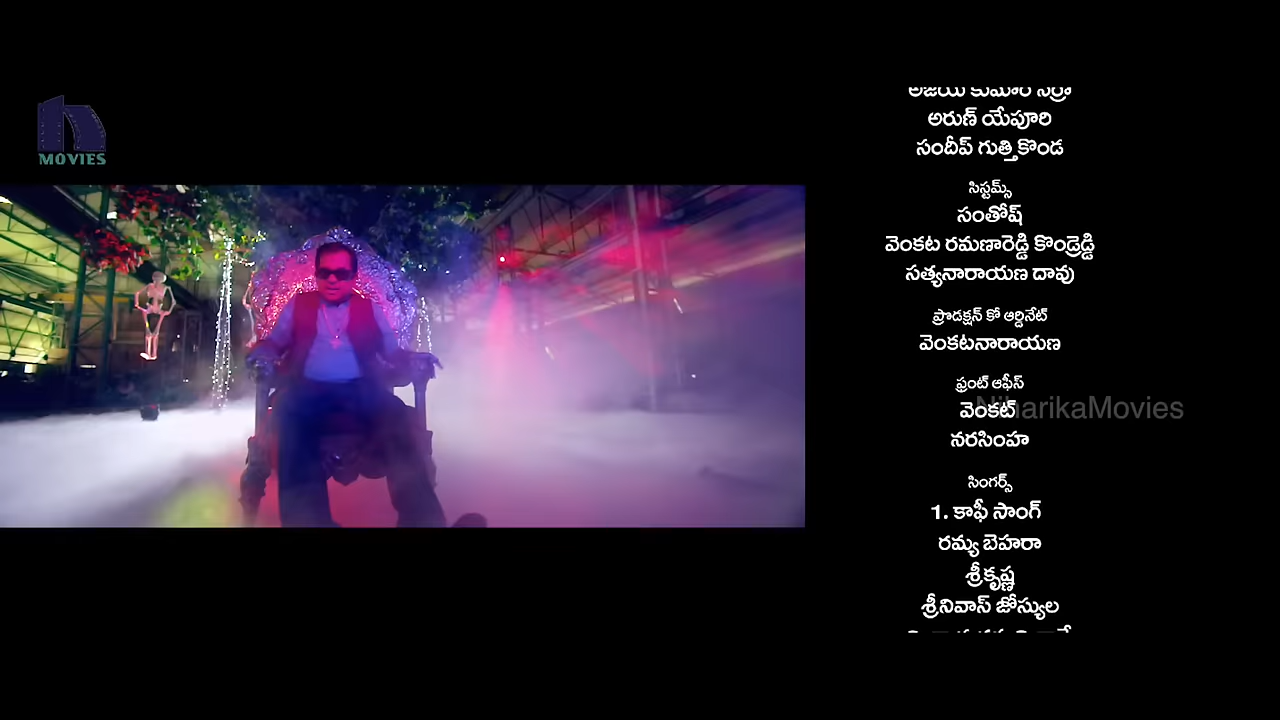 MOVIES
అరుణ్ యేపూరి
సందీప్ గుత్తికొండ
సిస్టమ్స్
సంతోష్
వెంకట రమణారెడ్డి కొండ్రెడ్డి
సత్యనారాయణ దావు
ప్రొడక్షన్ కో ఆర్డినేట్
వెంకటనారాయణ
ఫ్రంట్ ఆఫీస్
వెంకట్
NiharikaMovies
నరసింహ
సింగర్స్
1. కాఫీ సాంగ్
రమ్య బెహరా
శ్రీకృష్ణ
శ్రీనివాస్ జోస్యుల